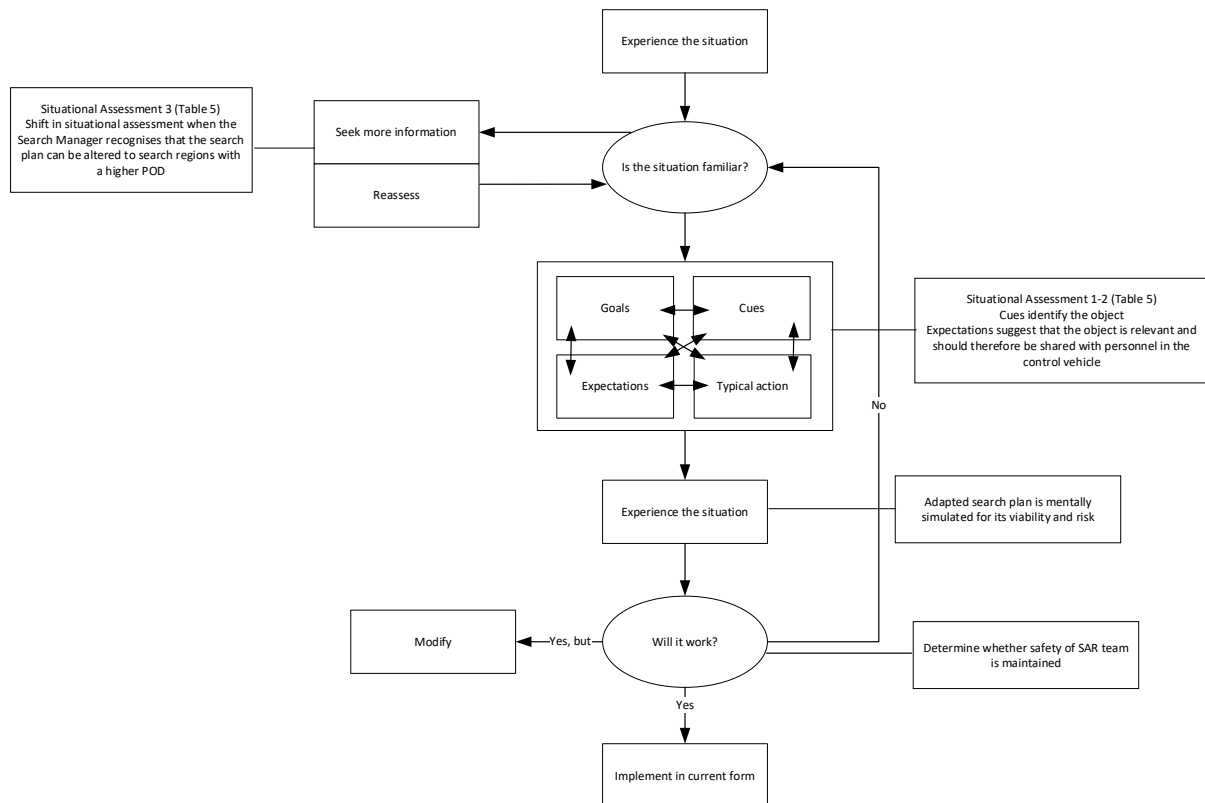 Experience the situation
Situational Assessment 3 (Table 5)
Shift in situational assessment when the
Search Manager recognises that the search
plan can be altered to search regions with
a higher POD
Seek more information
Reassess
Is the situation familiar?
Goals
Cues
Expectations
Typical action
Situational Assessment 1-2 (Table 5)
Cues identify the object
Expectations suggest that the object is relevant and
should therefore be shared with personnel in the
control vehicle
No
Experience the situation
Adapted search plan is mentally
simulated for its viability and risk
Modify
Yes, but
Will it work?
Determine whether safety of SAR team
is maintained
Yes
Implement in current form